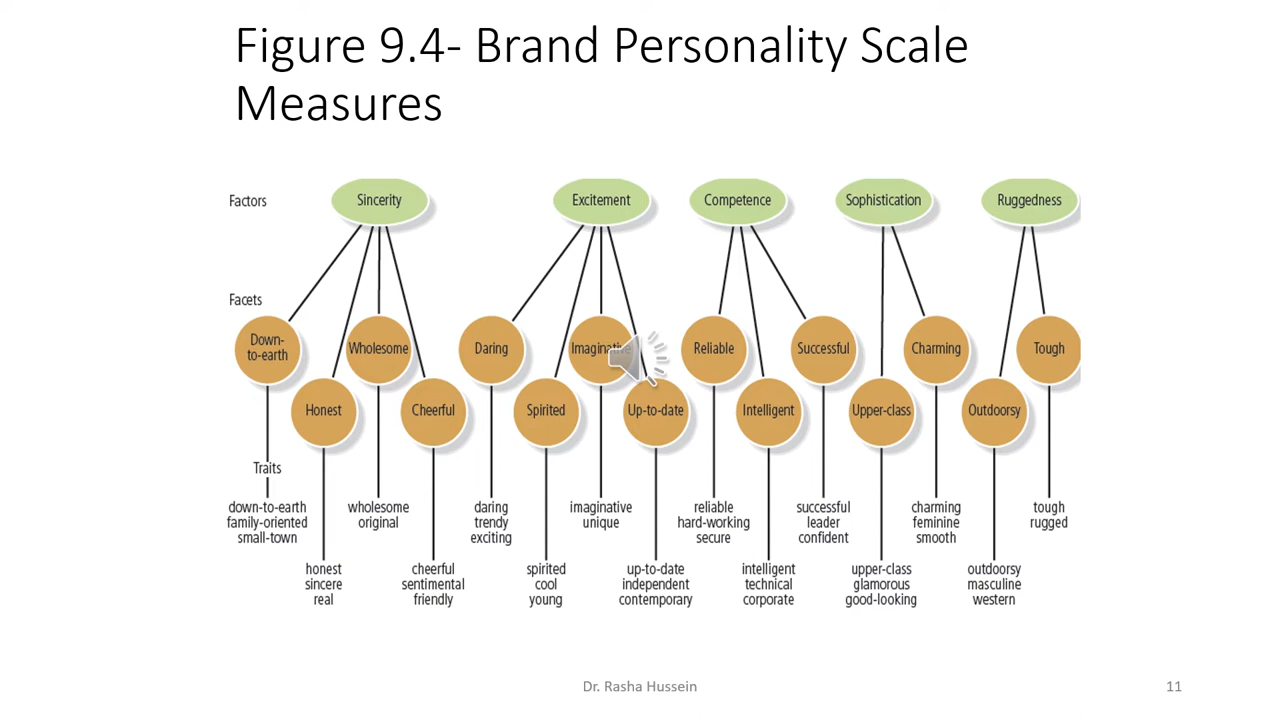 Figure 9.4- Brand Personality Scale
Measures
Factors
Sincerity
Excitement
Competence
Sophistication
Ruggedness
Facets
Down-
to-earth
Wholesome
Daring
Imaginative
Reliable
Successful
Charming
Tough
Honest
Cheerful
Spirited
Up-to-date
Intelligent
Upper-class
Outdoorsy
Traits
down-to-earth
family-oriented
small-town
wholesome
original
daring
trendy
exciting
imaginative
unique
reliable
hard-working
secure
successful
leader
confident
charming
feminine
smooth
tough
rugged
honest
sincere
real
cheerful
sentimental
friendly
spirited
cool
young
up-to-date
independent
contemporary
intelligent
technical
corporate
upper-class
glamorous
good-looking
outdoorsy
masculine
western
Dr. Rasha Hussein
11